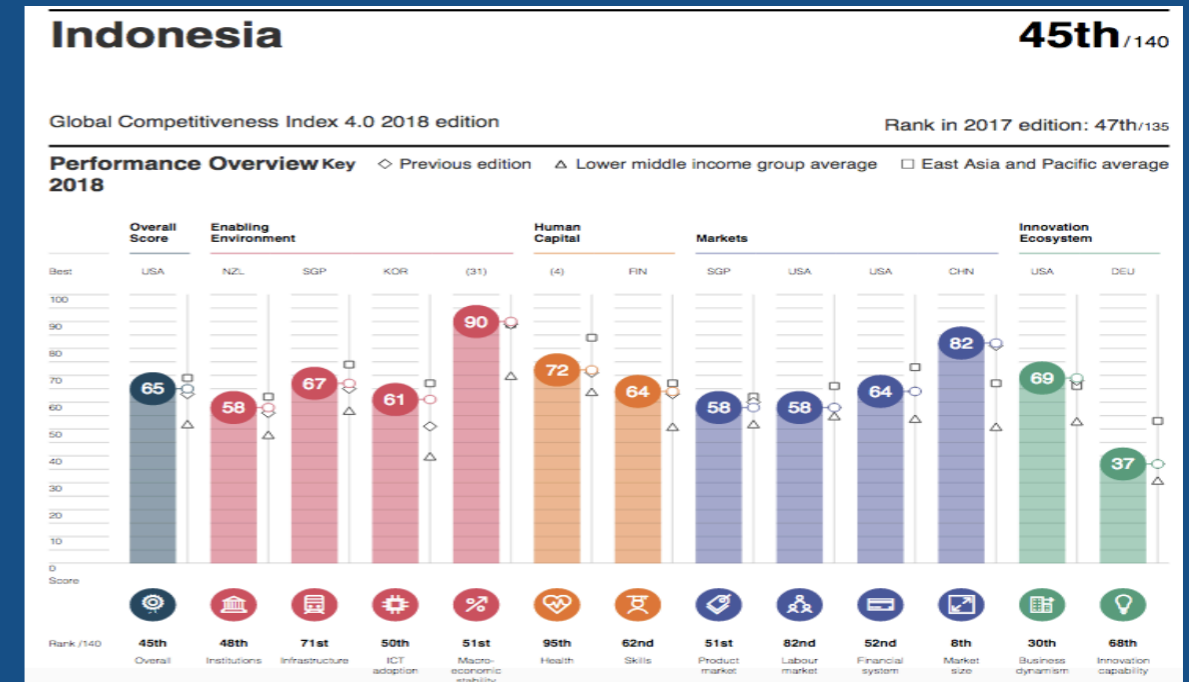 Indonesia
45th/140
Global Competitiveness Index 4.0 2018 edition
Rank in 2017 edition: 47th/135
Performance Overview Key ◇ Previous edition △ Lower middle income group average □ East Asia and Pacific average
2018
Overall Score
Enabling Environment
Human Capital
Markets
Innovation Ecosystem
Best USA NZL SGP KOR (31) (4) FIN SGP USA USA CHN USA DEU
100
90
80
70
60
50
40
30
20
10
0
Score
65 58 67 61 90 72 64 58 58 64 82 69 37
Rank /140 45th 48th 71st 50th 51st 95th 62nd 51st 82nd 52nd 8th 30th 68th
Overall Institutions Infrastructure ICT adoption Macro-economic stability Health Skills Product market Labour market Financial system Market size Business dynamism Innovation capability